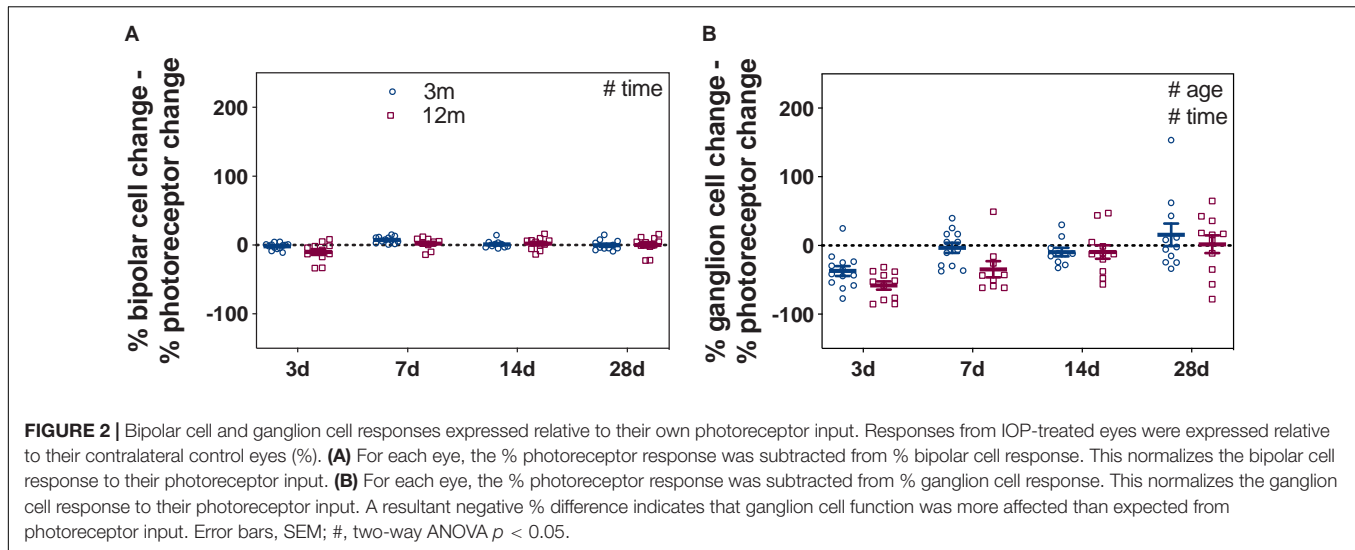 A
% bipolar cell change -
% photoreceptor change
200
100
0
-100
3m
12m
# time
3d 7d 14d 28d
B
% ganglion cell change -
% photoreceptor change
200
100
0
-100
# age
# time
3d 7d 14d 28d
FIGURE 2 | Bipolar cell and ganglion cell responses expressed relative to their own photoreceptor input. Responses from IOP-treated eyes were expressed relative
to their contralateral control eyes (%). (A) For each eye, the % photoreceptor response was subtracted from % bipolar cell response. This normalizes the bipolar cell
response to their photoreceptor input. (B) For each eye, the % photoreceptor response was subtracted from % ganglion cell response. This normalizes the ganglion
cell response to their photoreceptor input. A resultant negative % difference indicates that ganglion cell function was more affected than expected from
photoreceptor input. Error bars, SEM; #, two-way ANOVA p < 0.05.